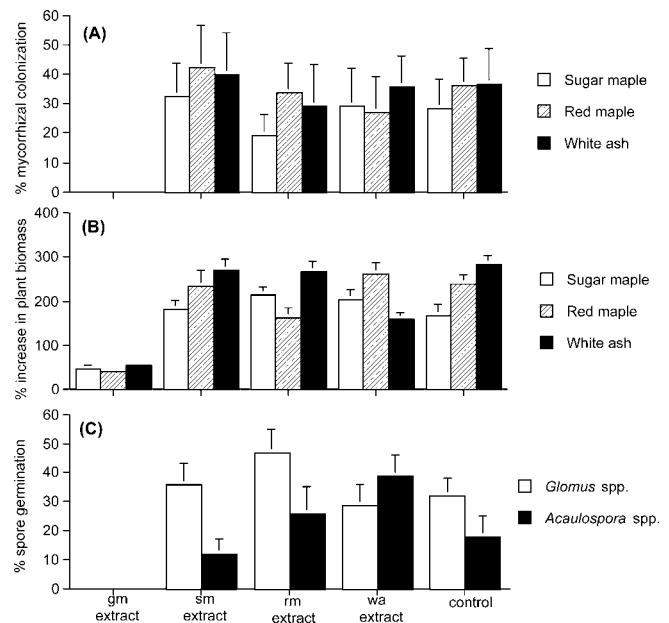 (A)
% mycorrhizal colonization
60
50
40
30
20
10
0
Sugar maple
Red maple
White ash
(B)
% increase in plant biomass
400
300
200
100
0
Sugar maple
Red maple
White ash
(C)
% spore germination
60
50
40
30
20
10
0
Glomus spp.
Acaulospora spp.
gm
extract
sm
extract
rm
extract
wa
extract
control